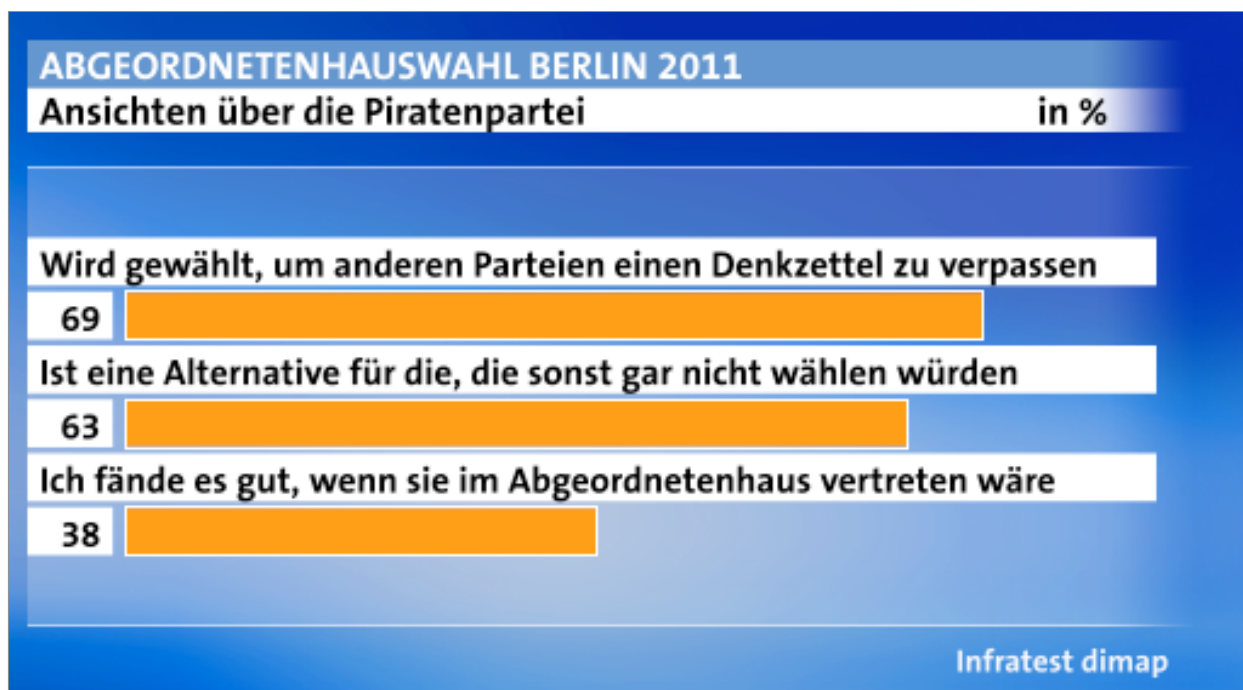 ABGEORDNETENHAUSWAHL BERLIN 2011
Ansichten über die Piratenpartei in %
Wird gewählt, um anderen Parteien einen Denkzettel zu verpassen
69
Ist eine Alternative für die, die sonst gar nicht wählen würden
63
Ich fände es gut, wenn sie im Abgeordnetenhaus vertreten wäre
38
Infratest dimap